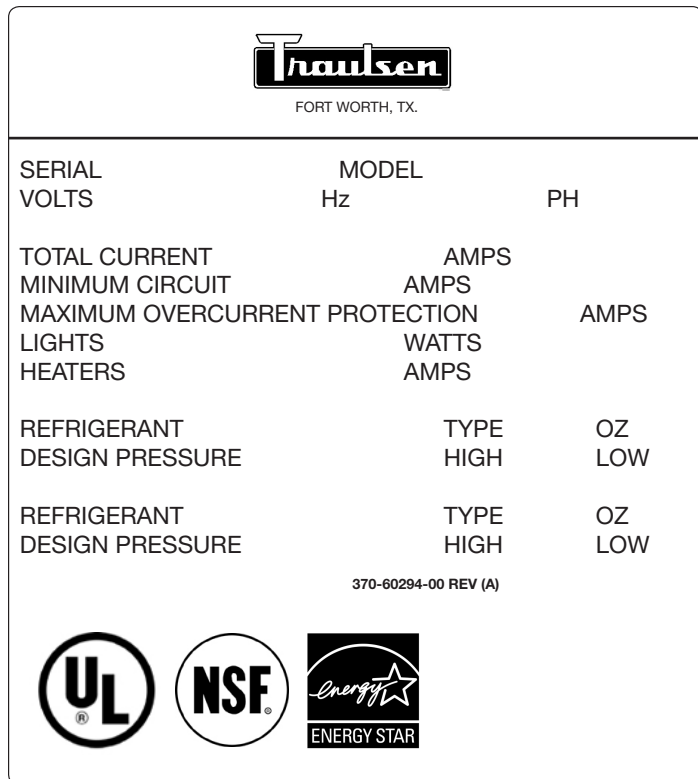 Traulsen
FORT WORTH, TX.
SERIAL MODEL
VOLTS Hz PH
TOTAL CURRENT AMPS
MINIMUM CIRCUIT AMPS
MAXIMUM OVERCURRENT PROTECTION AMPS
LIGHTS WATTS
HEATERS AMPS
REFRIGERANT TYPE OZ
DESIGN PRESSURE HIGH LOW
REFRIGERANT TYPE OZ
DESIGN PRESSURE HIGH LOW
370-60294-00 REV (A)
UL ® NSF ® energy
ENERGY STAR